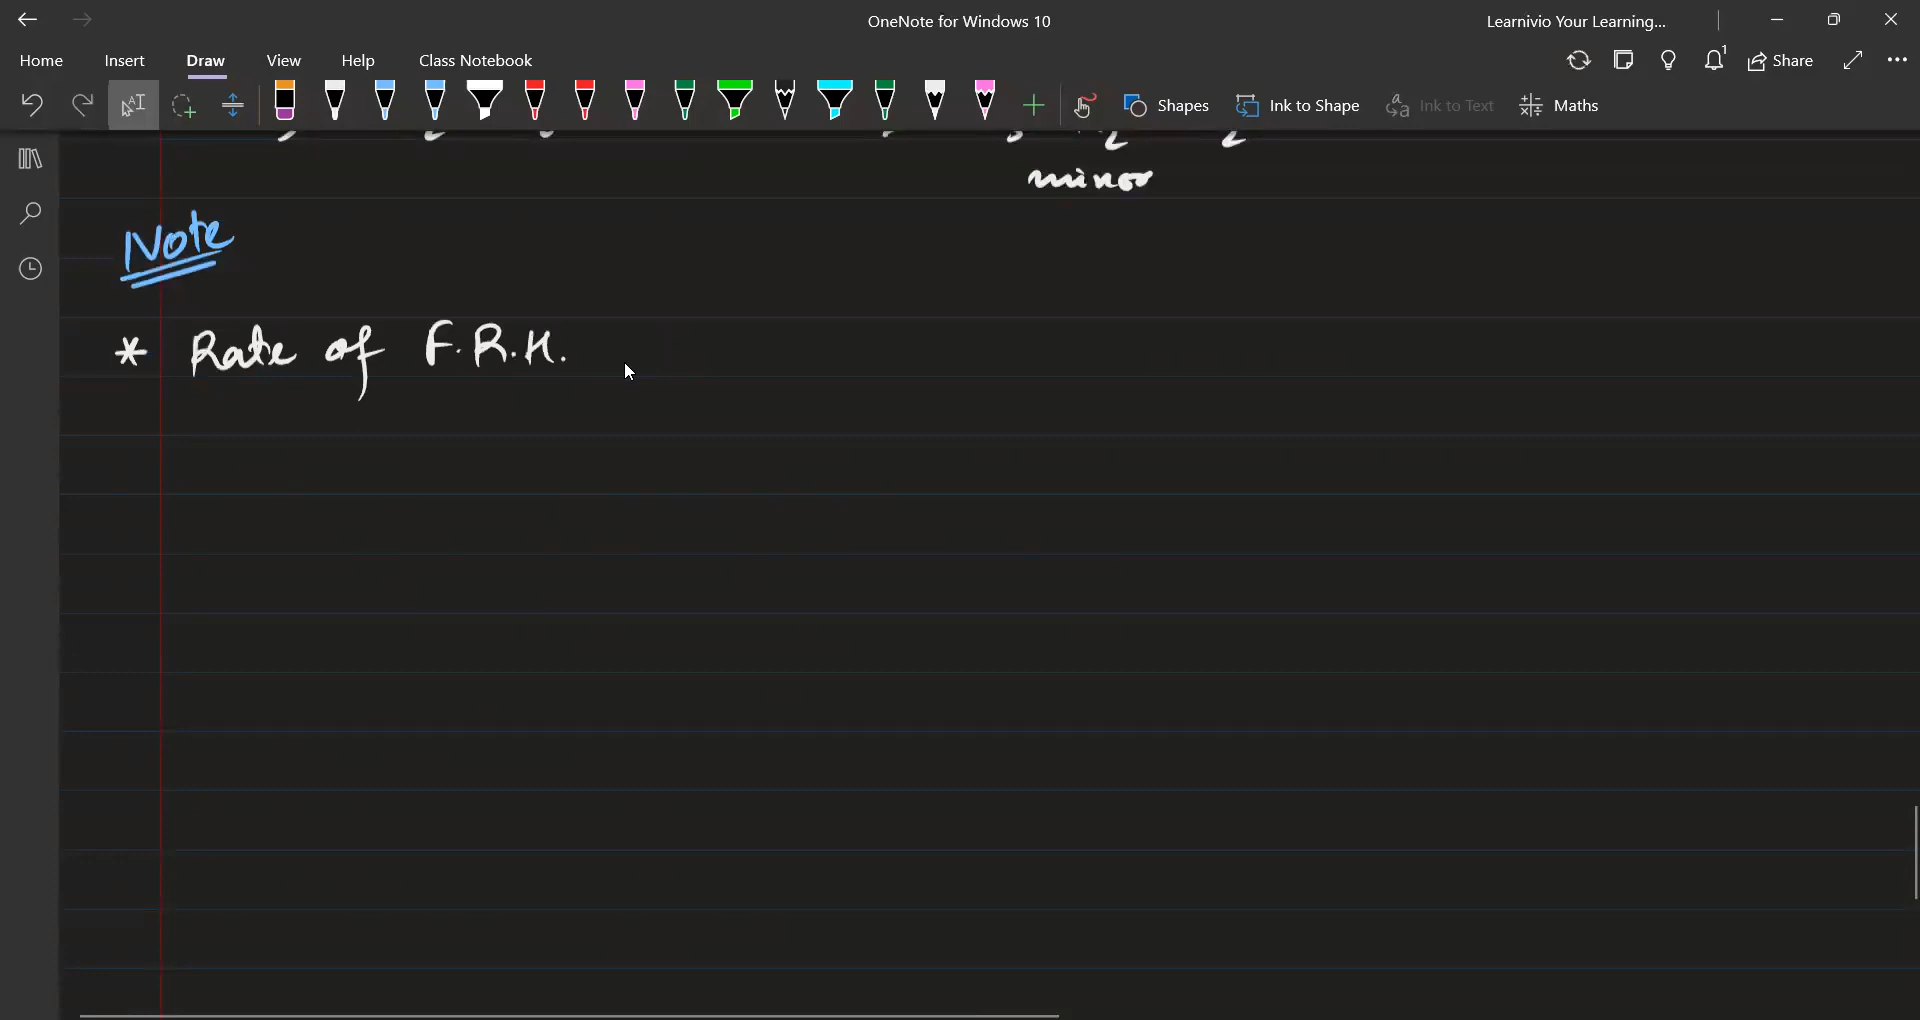 OneNote for Windows 10
Learnivio Your Learning...
Home Insert Draw View Help Class Notebook
1
Share
Shapes Ink to Shape Ink to Text Maths
minor
Note
* Rate of F.R.H.